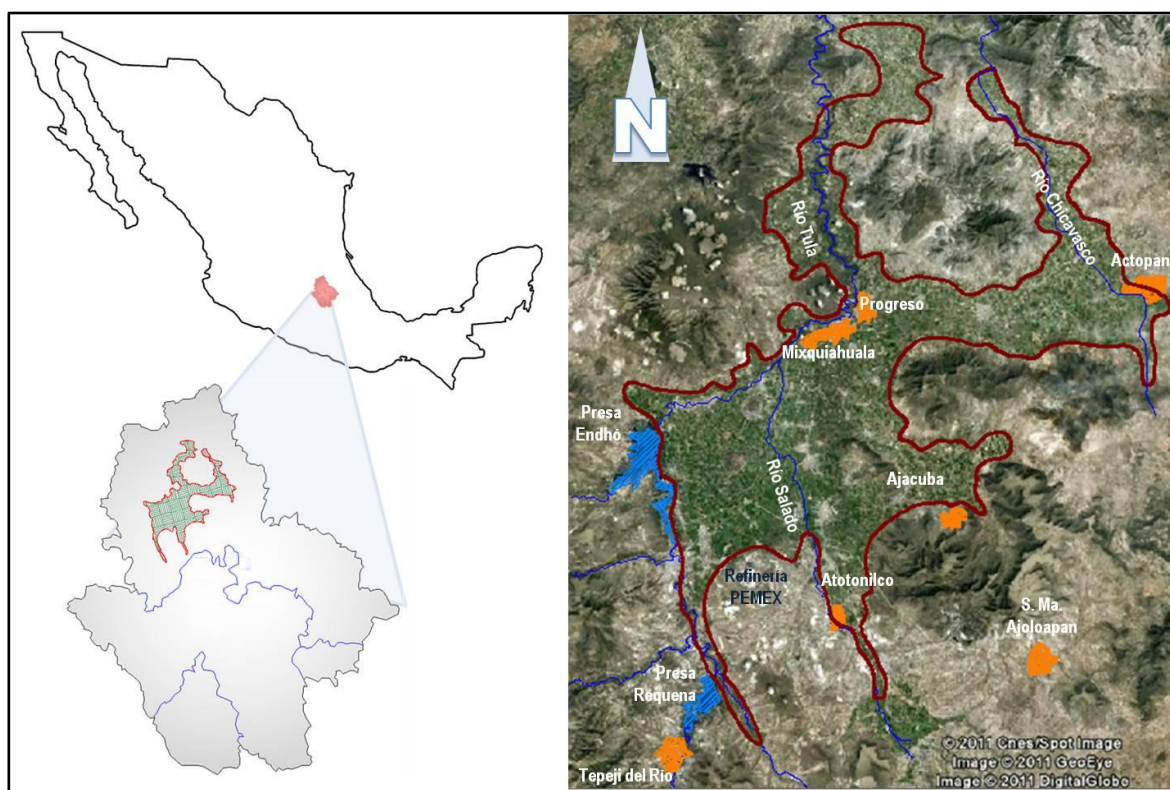 N
Río Tula
Río Chicavasco
Actopan
Progreso
Mixquiahuala
Presa
Endhó
Río Salado
Ajacuba
Refinería
PEMEX
Atotonilco
S. Ma.
Ajoloapan
Presa
Requena
Tepeji del Río
© 2011 Cnes/Spot Image
Image © 2011 GeoEye
Image © 2011 DigitalGlobe